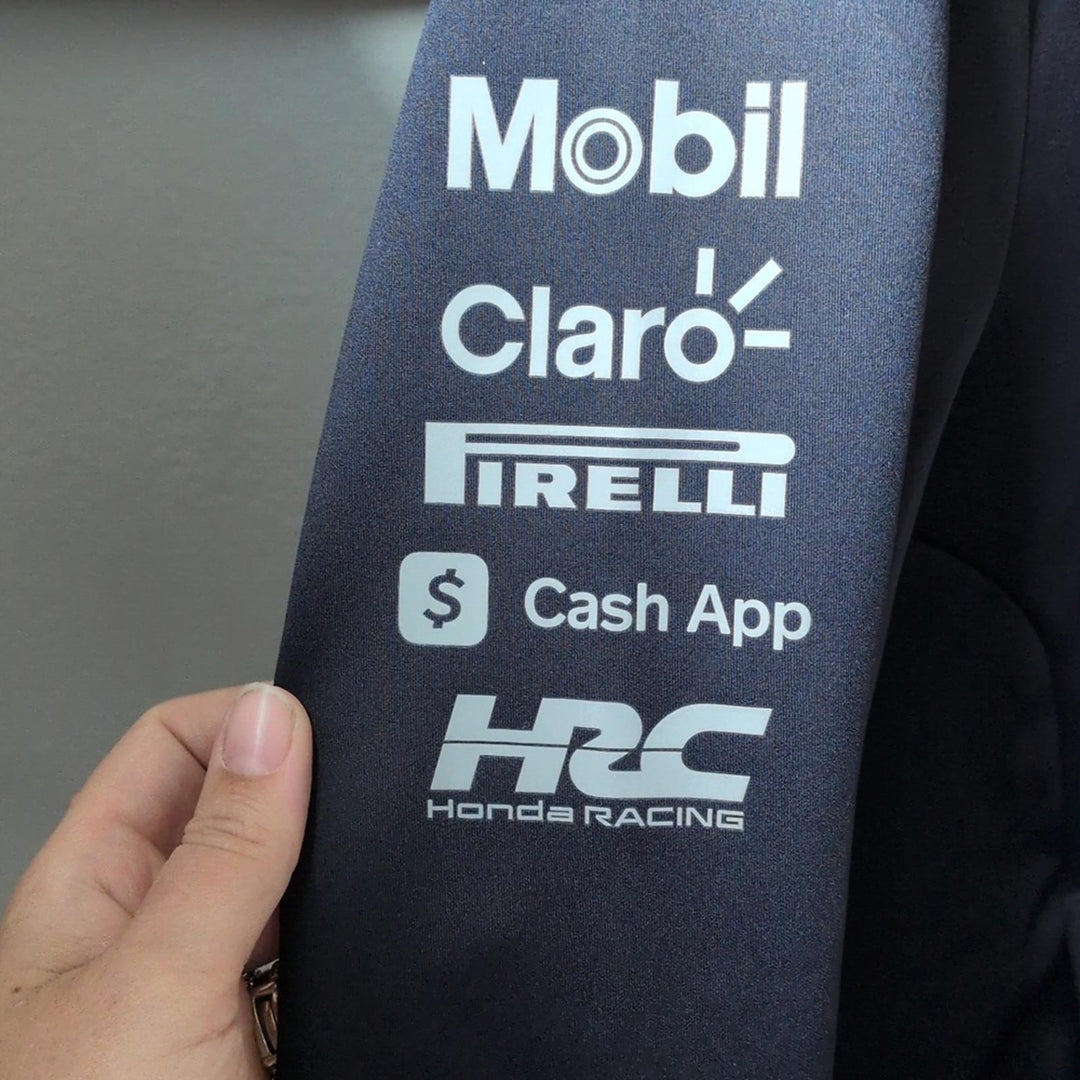 Mobil
Claro
PIRELLI
$ Cash App
HRC
Honda RACING